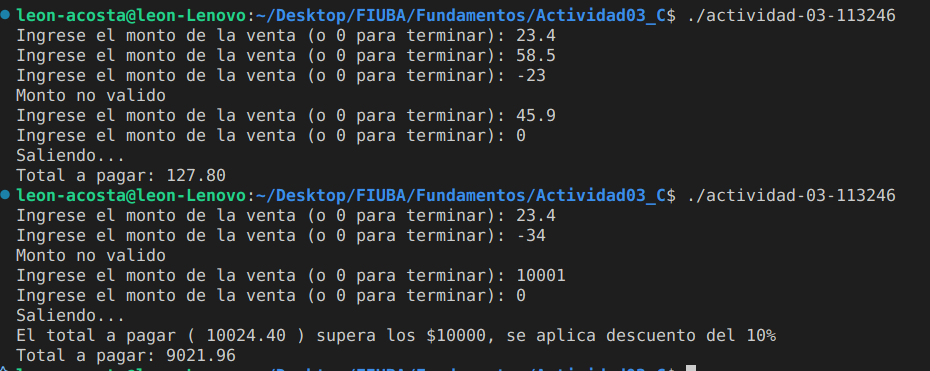 leon-acosta@leon-Lenovo:~/Desktop/FIUBA/Fundamentos/Actividad03_C$ ./actividad-03-113246
Ingrese el monto de la venta (o 0 para terminar): 23.4
Ingrese el monto de la venta (o 0 para terminar): 58.5
Ingrese el monto de la venta (o 0 para terminar): -23
Monto no valido
Ingrese el monto de la venta (o 0 para terminar): 45.9
Ingrese el monto de la venta (o 0 para terminar): 0
Saliendo...
Total a pagar: 127.80
leon-acosta@leon-Lenovo:~/Desktop/FIUBA/Fundamentos/Actividad03_C$ ./actividad-03-113246
Ingrese el monto de la venta (o 0 para terminar): 23.4
Ingrese el monto de la venta (o 0 para terminar): -34
Monto no valido
Ingrese el monto de la venta (o 0 para terminar): 10001
Ingrese el monto de la venta (o 0 para terminar): 0
Saliendo...
El total a pagar ( 10024.40 ) supera los $10000, se aplica descuento del 10%
Total a pagar: 9021.96